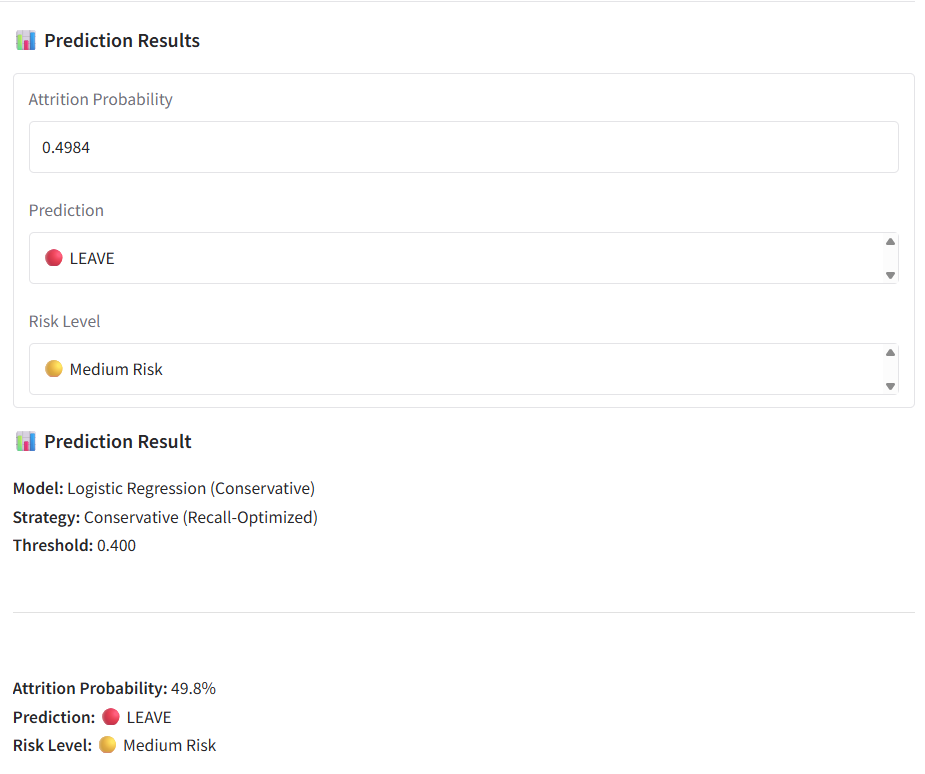 📊 Prediction Results
Attrition Probability
0.4984
Prediction
🔴 LEAVE
Risk Level
🟡 Medium Risk
📊 Prediction Result
Model: Logistic Regression (Conservative)
Strategy: Conservative (Recall-Optimized)
Threshold: 0.400
Attrition Probability: 49.8%
Prediction: 🔴 LEAVE
Risk Level: 🟡 Medium Risk